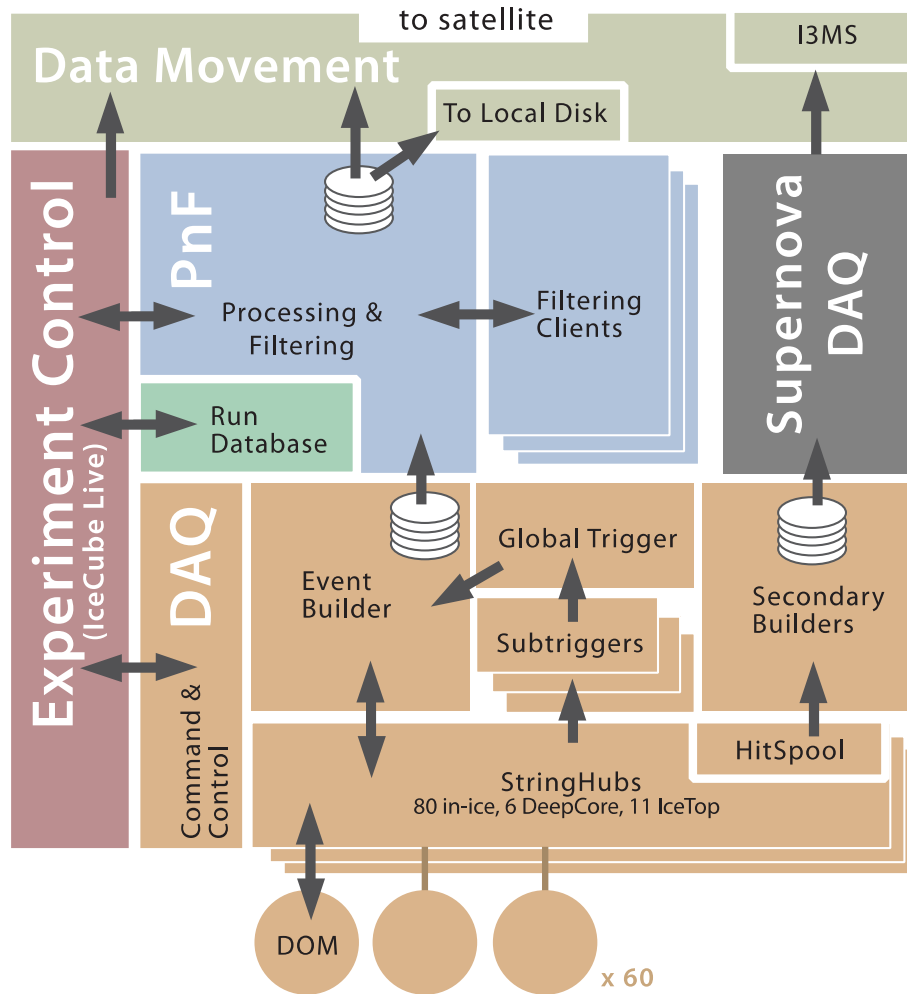 to satellite
I3MS
Data Movement
To Local Disk
Experiment Control
(IceCube Live)
PnF
Processing &
Filtering
Filtering
Clients
Supernova
DAQ
Run
Database
DAQ
Command &
Control
Event
Builder
Global Trigger
Subtriggers
Secondary
Builders
HitSpool
StringHubs
80 in-ice, 6 DeepCore, 11 IceTop
DOM
x 60